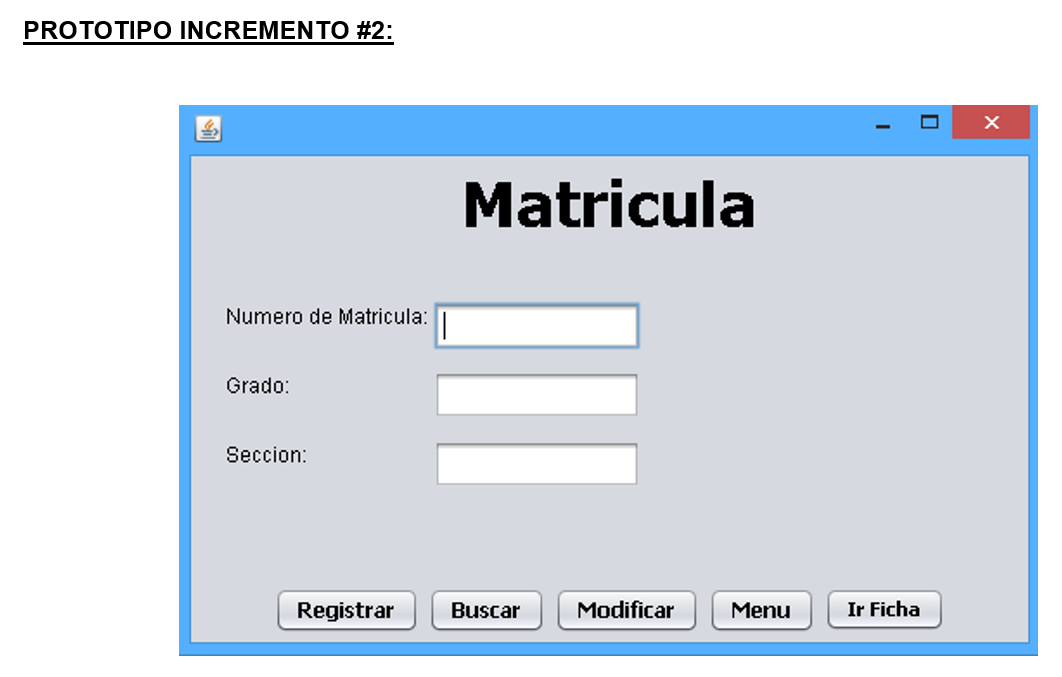 PROTOTIPO INCREMENTO #2:
Matricula
Numero de Matricula:
Grado:
Seccion:
Registrar Buscar Modificar Menu Ir Ficha